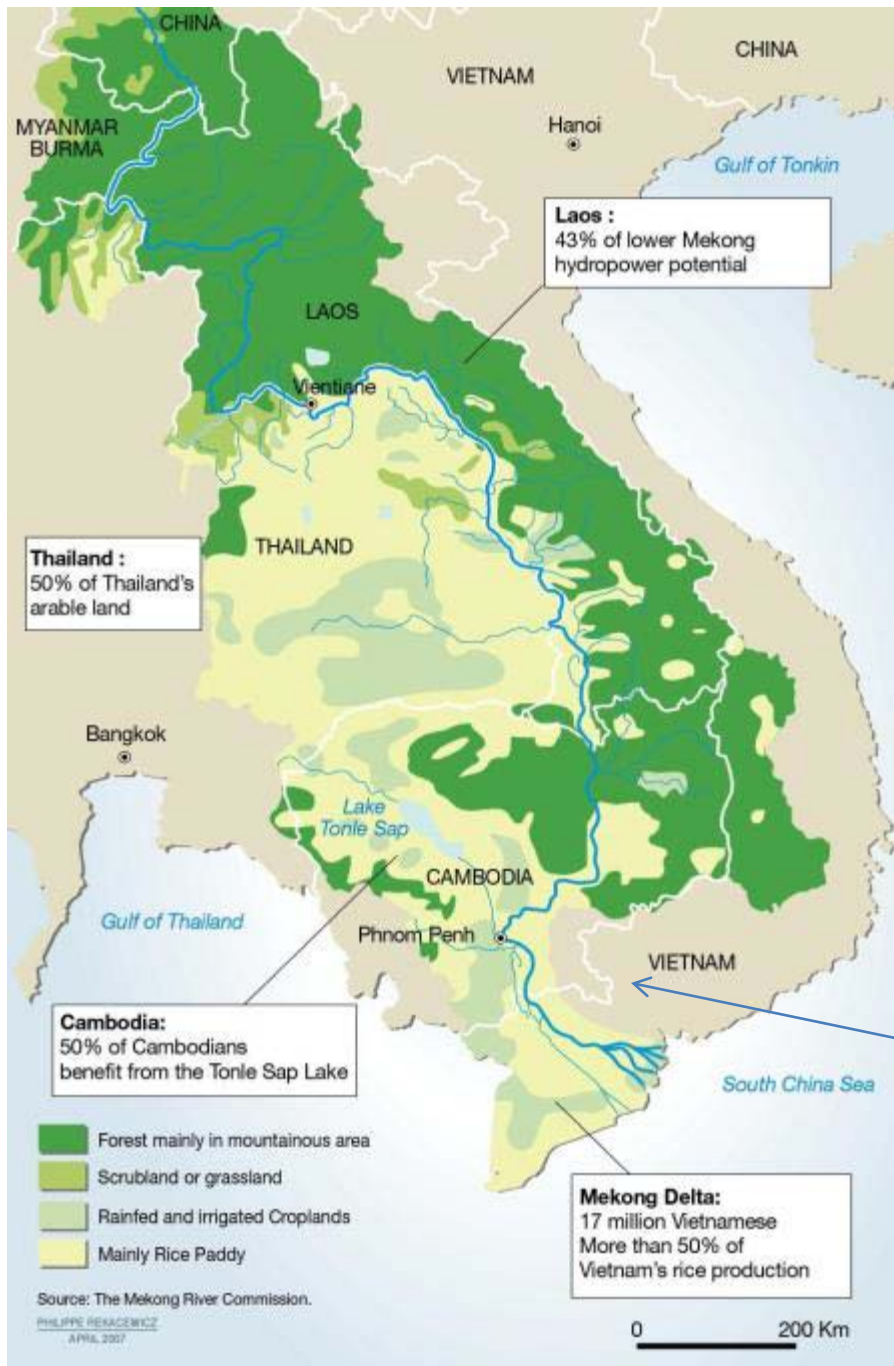 CHINA
CHINA
VIETNAM
MYANMAR
BURMA
Hanoi
Gulf of Tonkin
Laos :
43% of lower Mekong
hydropower potential
LAOS
Vientiane
THAILAND
Thailand :
50% of Thailand's
arable land
Bangkok
Lake
Tonle Sap
CAMBODIA
Gulf of Thailand
Phnom Penh
VIETNAM
Cambodia:
50% of Cambodians
benefit from the Tonle Sap Lake
South China Sea
Forest mainly in mountainous area
Scrubland or grassland
Rainfed and irrigated Croplands
Mainly Rice Paddy
Mekong Delta:
17 million Vietnamese
More than 50% of
Vietnam's rice production
Source: The Mekong River Commission.
PHILIPPE REKACEWICZ
APRIL 2007
0 200 Km